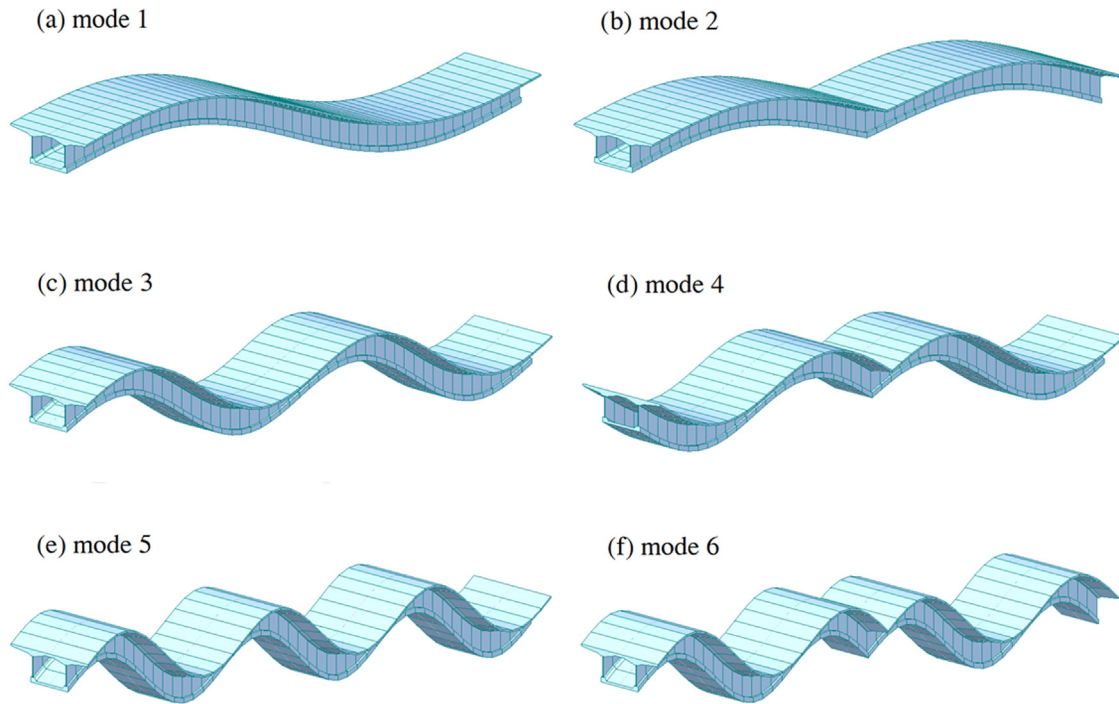 (a) mode 1
(b) mode 2
(c) mode 3
(d) mode 4
(e) mode 5
(f) mode 6